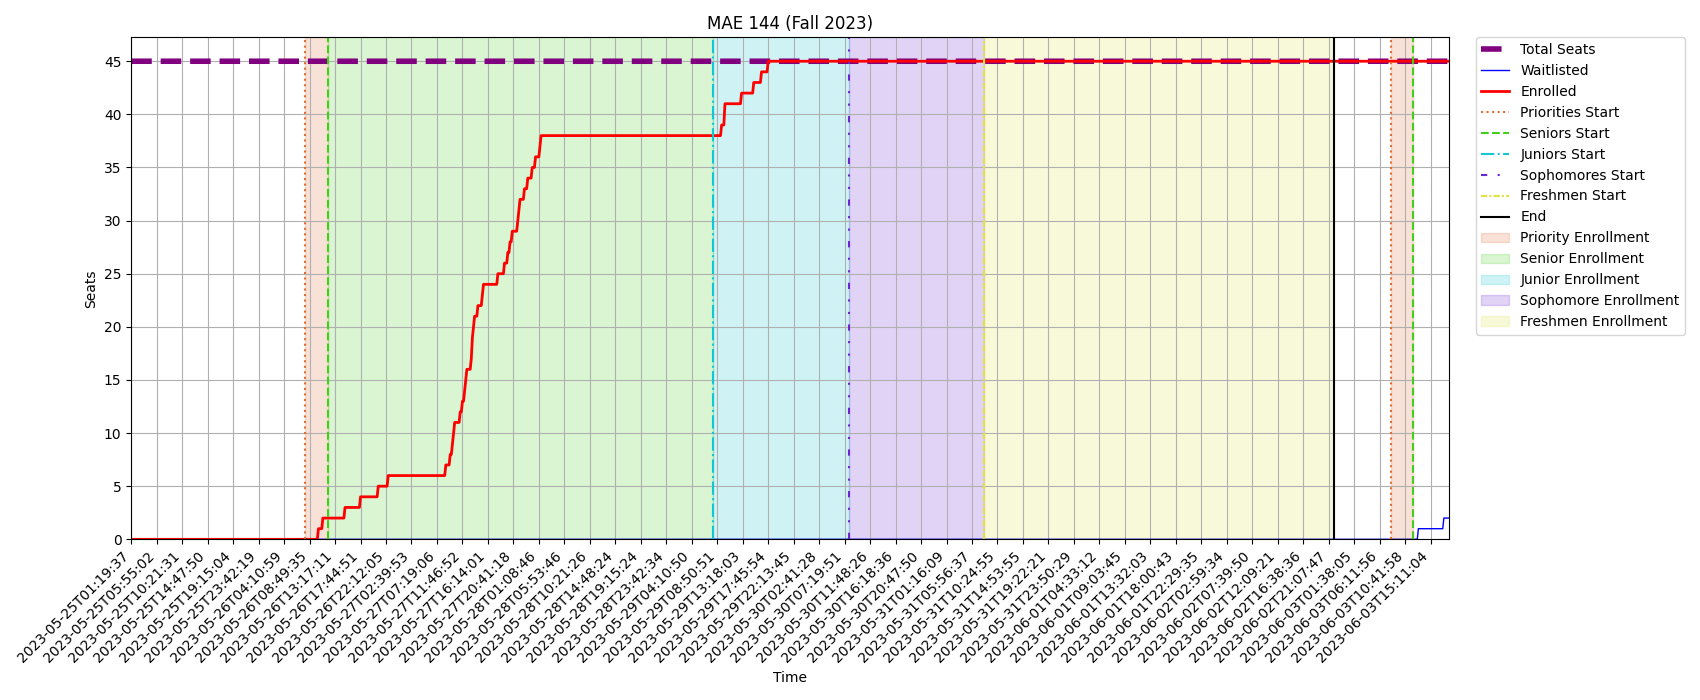 MAE 144 (Fall 2023)
Seats
45
40
35
30
25
20
15
10
5
0
2023-05-25T01:19:37
2023-05-25T05:55:02
2023-05-25T10:21:31
2023-05-25T14:47:50
2023-05-25T19:15:04
2023-05-25T23:42:19
2023-05-26T04:10:59
2023-05-26T08:49:35
2023-05-26T13:17:11
2023-05-26T17:44:51
2023-05-26T22:12:05
2023-05-27T02:39:53
2023-05-27T07:19:06
2023-05-27T11:46:52
2023-05-27T16:14:01
2023-05-27T20:41:18
2023-05-28T01:08:46
2023-05-28T05:53:46
2023-05-28T10:21:26
2023-05-28T14:48:24
2023-05-28T19:15:24
2023-05-28T23:42:34
2023-05-29T04:10:50
2023-05-29T08:50:51
2023-05-29T13:18:03
2023-05-29T17:45:54
2023-05-29T22:13:45
2023-05-30T02:41:28
2023-05-30T07:19:51
2023-05-30T11:48:26
2023-05-30T16:18:36
2023-05-30T20:47:50
2023-05-31T01:16:09
2023-05-31T05:56:37
2023-05-31T10:24:55
2023-05-31T14:53:55
2023-05-31T19:22:21
2023-05-31T23:50:29
2023-06-01T04:33:12
2023-06-01T09:03:45
2023-06-01T13:32:03
2023-06-01T18:00:43
2023-06-01T22:29:35
2023-06-02T02:59:34
2023-06-02T07:39:50
2023-06-02T12:09:21
2023-06-02T16:38:36
2023-06-02T21:07:47
2023-06-03T01:38:05
2023-06-03T06:11:56
2023-06-03T10:41:58
2023-06-03T15:11:04
Time
Total Seats
Waitlisted
Enrolled
Priorities Start
Seniors Start
Juniors Start
Sophomores Start
Freshmen Start
End
Priority Enrollment
Senior Enrollment
Junior Enrollment
Sophomore Enrollment
Freshmen Enrollment